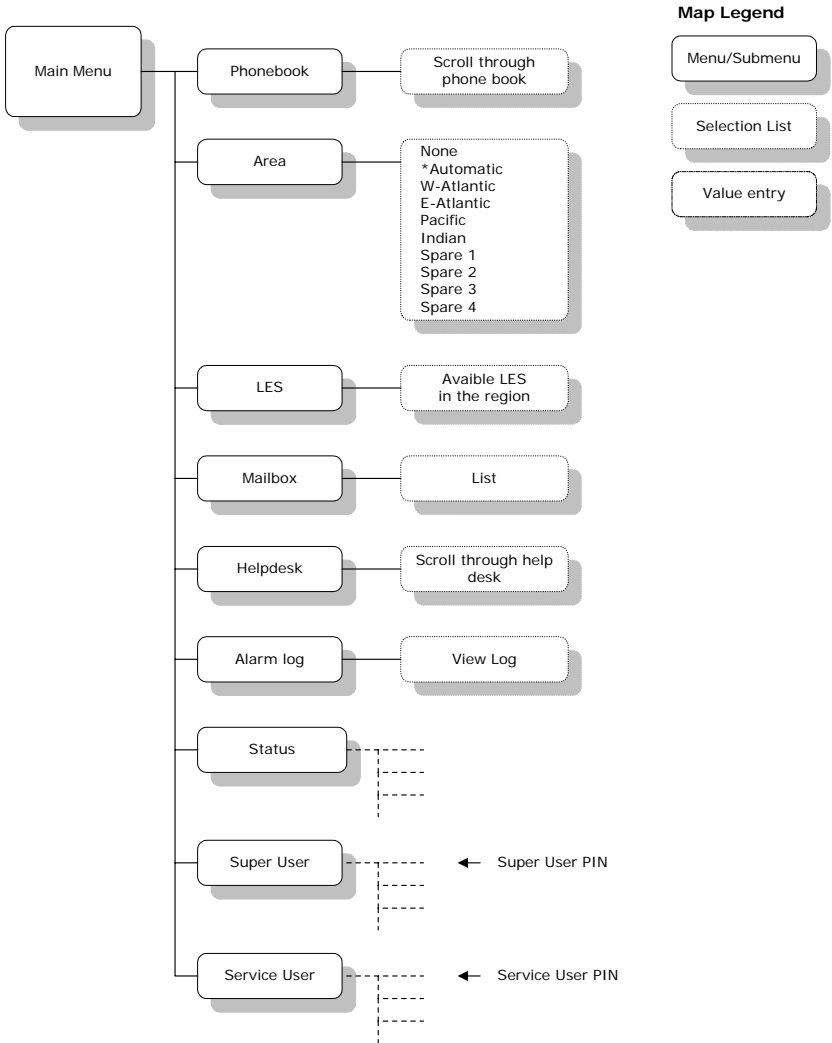 Map Legend
Main Menu
Phonebook
Scroll through
phone book
Menu/Submenu
Selection List
Area
None
*Automatic
W-Atlantic
E-Atlantic
Pacific
Indian
Spare 1
Spare 2
Spare 3
Spare 4
Value entry
LES
Avaible LES
in the region
Mailbox
List
Helpdesk
Scroll through help
desk
Alarm log
View Log
Status
Super User
Super User PIN
Service User
Service User PIN